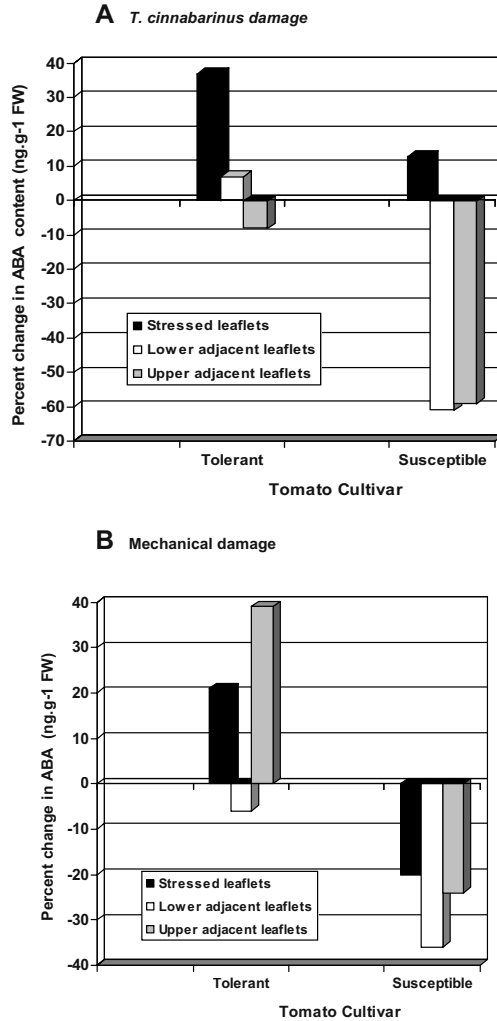 A T. cinnabarinus damage
Percent change in ABA content (ng.g-1 FW)
40
30
20
10
0
-10
-20
-30
-40
-50
-60
-70
Stressed leaflets
Lower adjacent leaflets
Upper adjacent leaflets
Tolerant Susceptible
Tomato Cultivar
B Mechanical damage
Percent change in ABA (ng.g-1 FW)
40
30
20
10
0
-10
-20
-30
-40
Stressed leaflets
Lower adjacent leaflets
Upper adjacent leaflets
Tolerant Susceptible
Tomato Cultivar